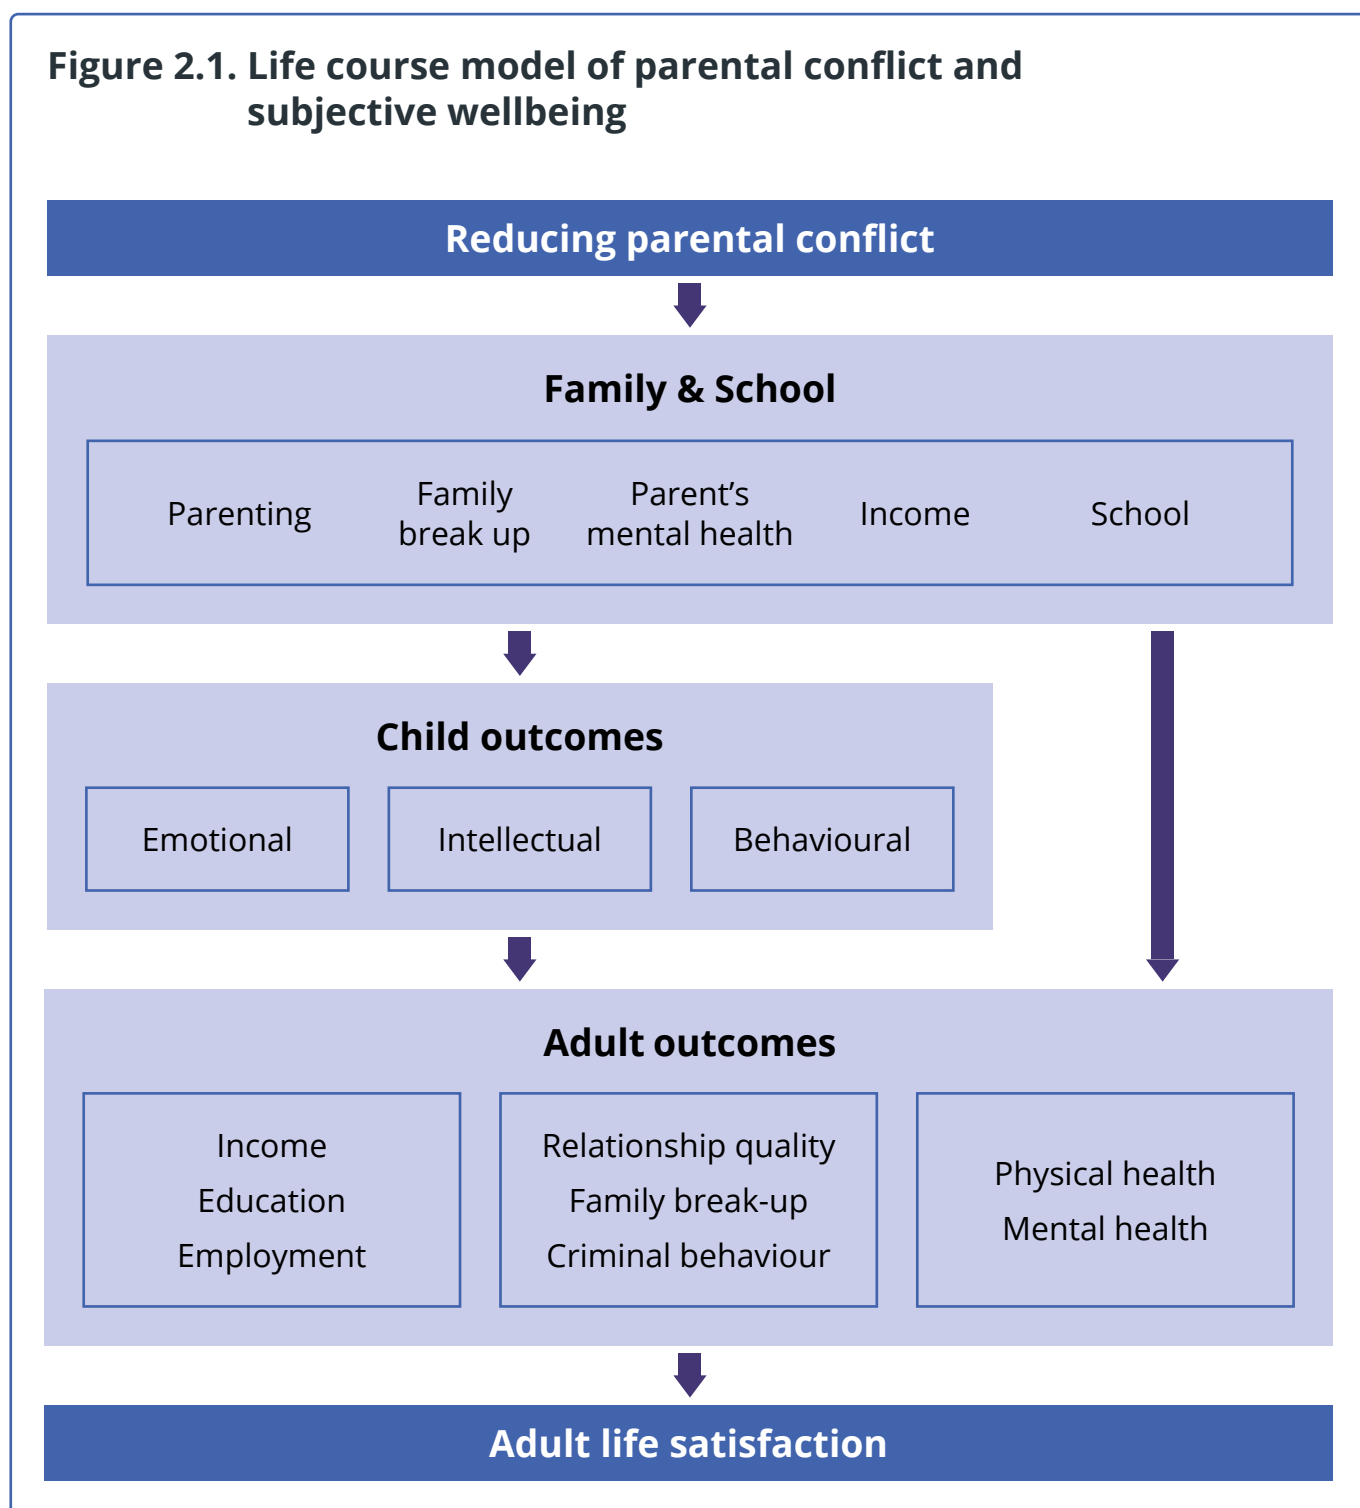 Figure 2.1. Life course model of parental conflict and
subjective wellbeing
Reducing parental conflict
Family & School
Parenting
Family
break up
Parent’s
mental health
Income
School
Child outcomes
Emotional
Intellectual
Behavioural
Adult outcomes
Income
Education
Employment
Relationship quality
Family break-up
Criminal behaviour
Physical health
Mental health
Adult life satisfaction